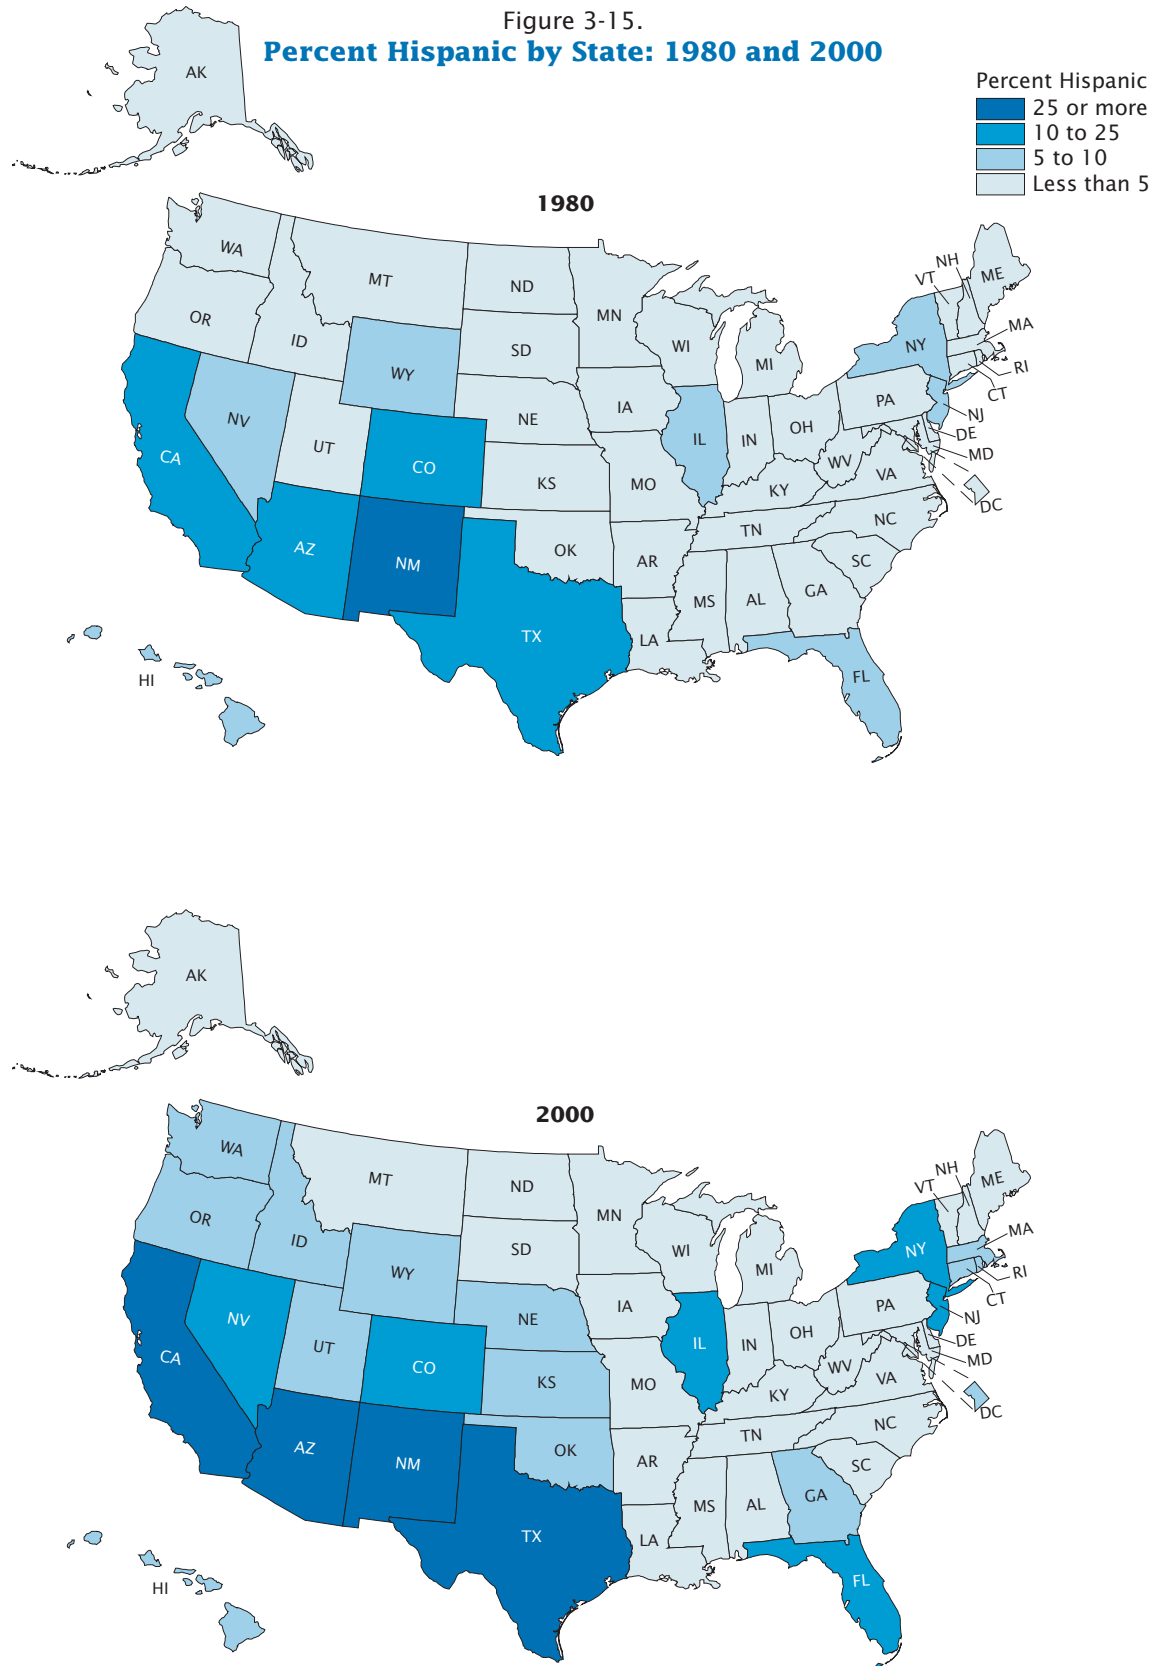 Figure 3-15.
Percent Hispanic by State: 1980 and 2000
Percent Hispanic
25 or more
10 to 25
5 to 10
Less than 5
AK
1980
WA
MT
ND
MN
VT
NH
ME
OR
ID
SD
WI
MI
NY
MA
RI
CT
WY
NE
IA
PA
NJ
NV
UT
CO
IL
IN
OH
DE
MD
CA
KS
MO
WV
VA
DC
KY
AZ
NM
OK
AR
TN
NC
SC
TX
LA
MS
AL
GA
HI
FL
AK
2000
WA
MT
ND
MN
VT
NH
ME
OR
ID
SD
WI
MI
NY
MA
RI
CT
WY
NE
IA
PA
NJ
NV
UT
CO
IL
IN
OH
DE
MD
CA
KS
MO
WV
VA
DC
KY
AZ
NM
OK
AR
TN
NC
SC
TX
LA
MS
AL
GA
HI
FL